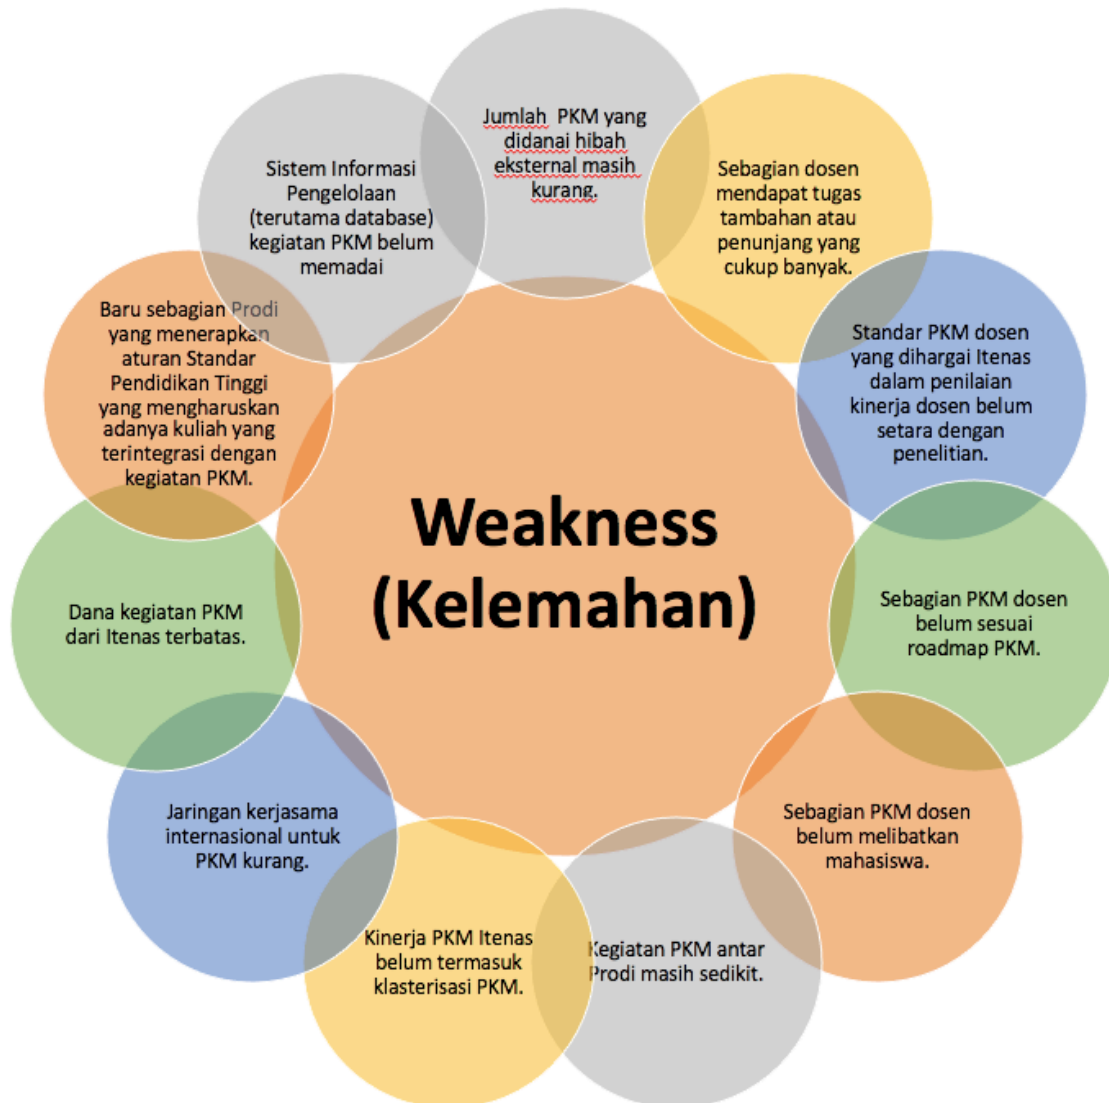 Weakness
(Kelemahan)
Jumlah PKM yang
didanai hibah
eksternal masih
kurang.
Sebagian dosen
mendapat tugas
tambahan atau
penunjang yang
cukup banyak.
Standar PKM dosen
yang dihargai Itenas
dalam penilaian
kinerja dosen belum
setara dengan
penelitian.
Sebagian PKM dosen
belum sesuai
roadmap PKM.
Sebagian PKM dosen
belum melibatkan
mahasiswa.
Kegiatan PKM antar
Prodi masih sedikit.
Kinerja PKM Itenas
belum termasuk
klasterisasi PKM.
Jaringan kerjasama
internasional untuk
PKM kurang.
Dana kegiatan PKM
dari Itenas terbatas.
Baru sebagian Prodi
yang menerapkan
aturan Standar
Pendidikan Tinggi
yang mengharuskan
adanya kuliah yang
terintegrasi dengan
kegiatan PKM.
Sistem Informasi
Pengelolaan
(terutama database)
kegiatan PKM belum
memadai